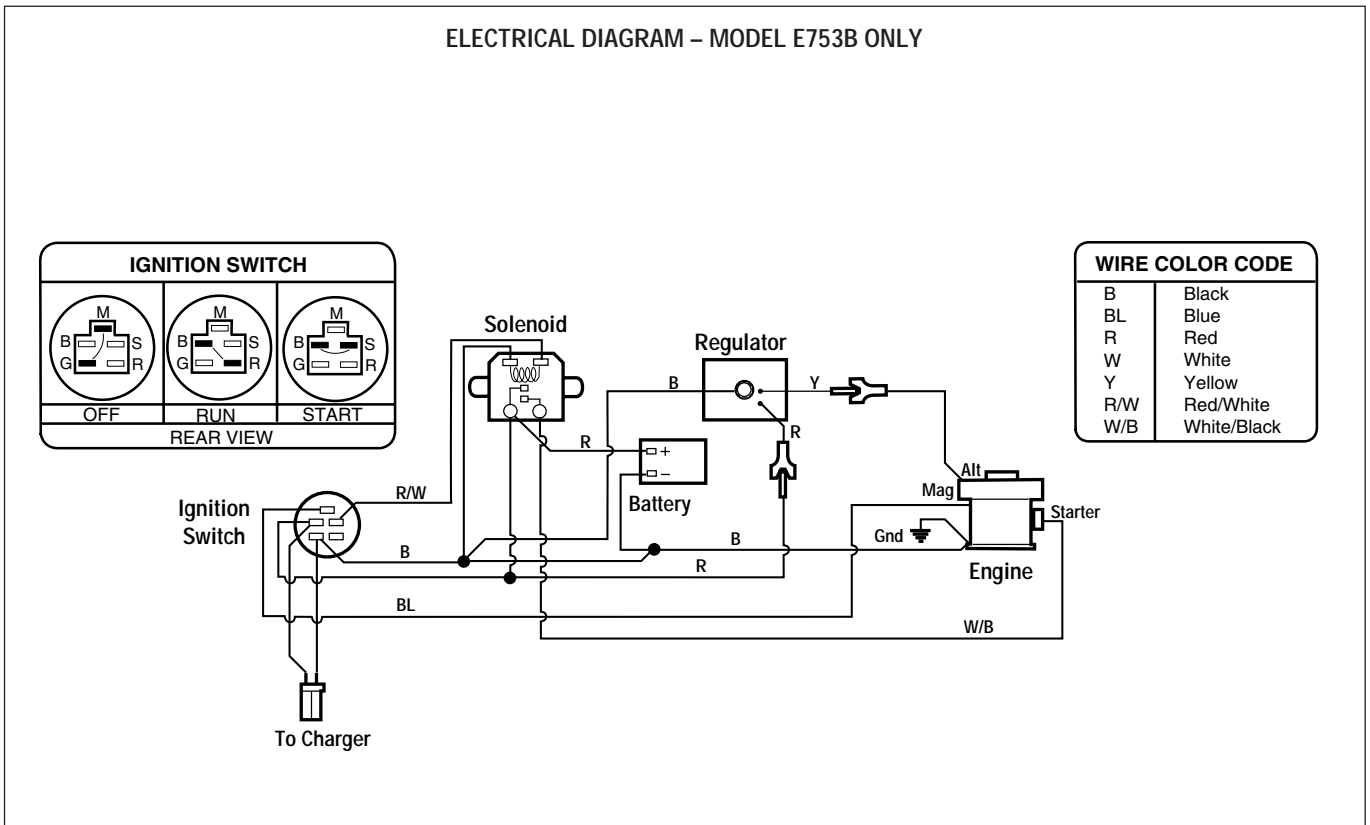 ELECTRICAL DIAGRAM – MODEL E753B ONLY
IGNITION SWITCH
M
B
S
G
R
M
B
S
G
R
M
B
S
G
R
OFF
RUN
START
REAR VIEW
WIRE COLOR CODE
B Black
BL Blue
R Red
W White
Y Yellow
R/W Red/White
W/B White/Black
Solenoid
Regulator
B
Y
R
R
+
–
Battery
Alt
Mag
Starter
Gnd
Engine
Ignition
Switch
R/W
B
B
R
BL
W/B
To Charger